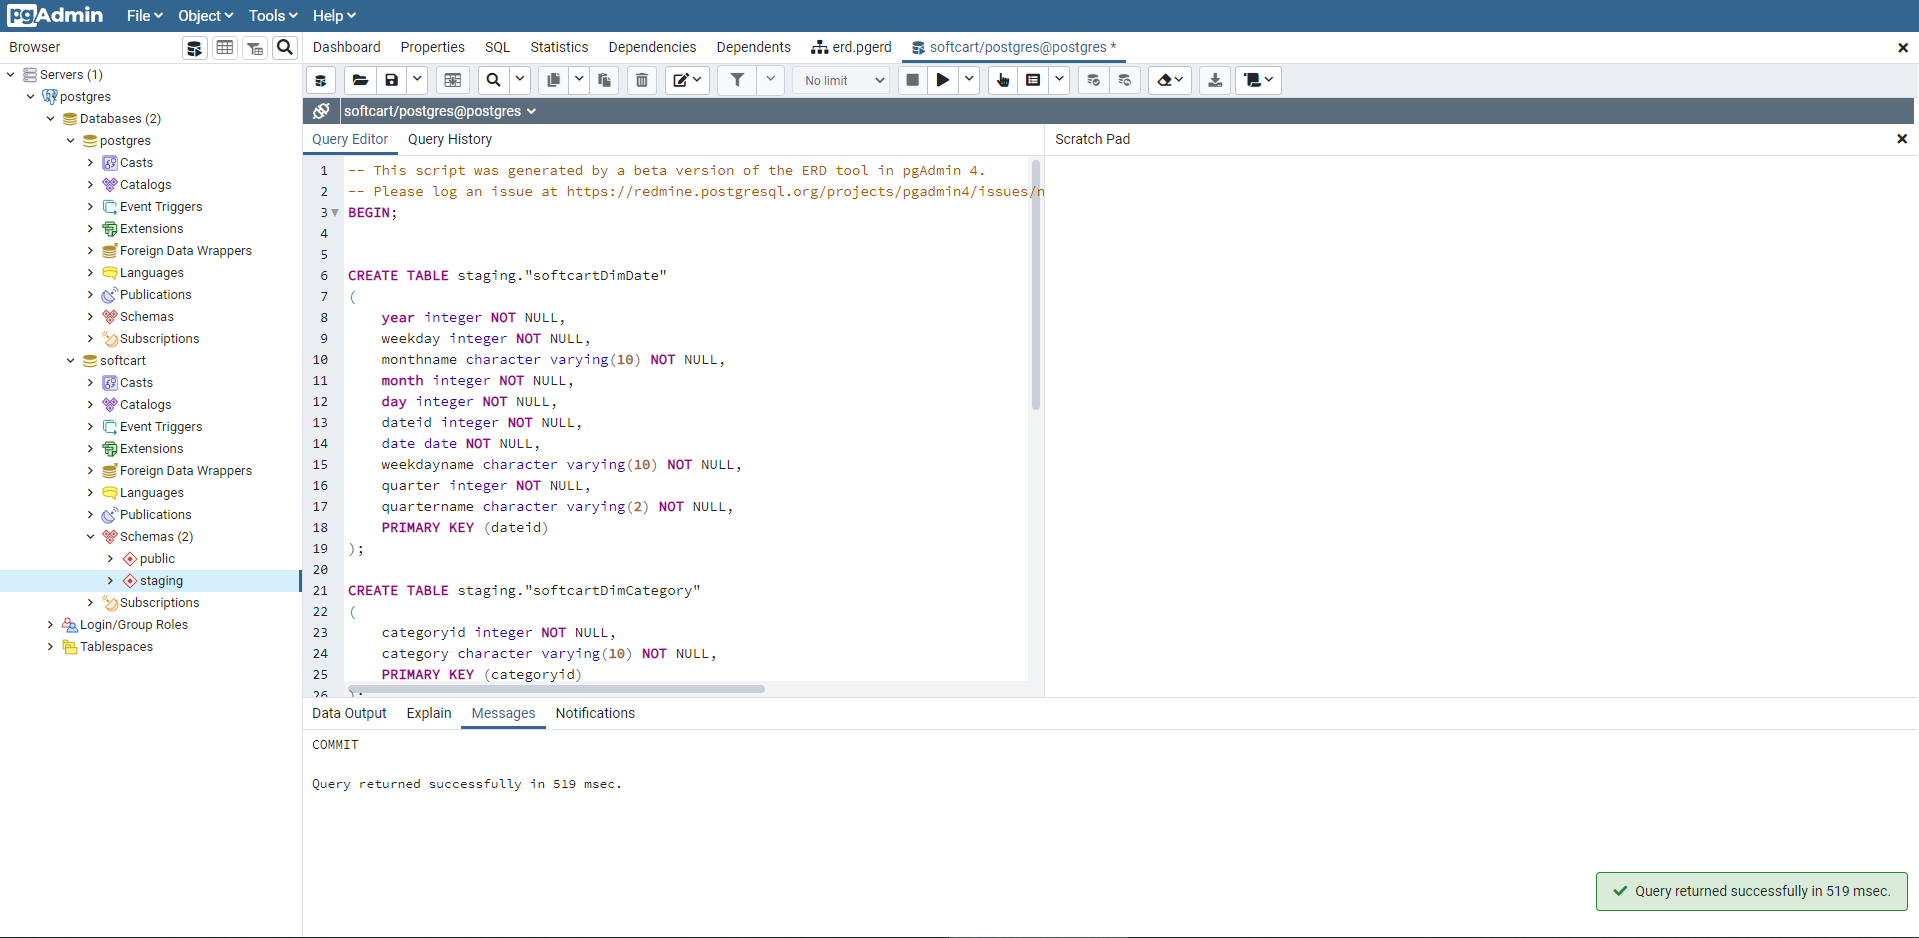 pgAdmin File Object Tools Help
Browser
Dashboard Properties SQL Statistics Dependencies Dependents erd.pgerd softcart/postgres@postgres *
Servers (1)
postgres
Databases (2)
postgres
Casts
Catalogs
Event Triggers
Extensions
Foreign Data Wrappers
Languages
Publications
Schemas
Subscriptions
softcart
Casts
Catalogs
Event Triggers
Extensions
Foreign Data Wrappers
Languages
Publications
Schemas (2)
public
staging
Subscriptions
Login/Group Roles
Tablespaces
No limit
softcart/postgres@postgres
Query Editor Query History
Scratch Pad
1 -- This script was generated by a beta version of the ERD tool in pgAdmin 4.
2 -- Please log an issue at https://redmine.postgresql.org/projects/pgadmin4/issues/n
3 BEGIN;
4
5
6 CREATE TABLE staging."softcartDimDate"
7 (
8 year integer NOT NULL,
9 weekday integer NOT NULL,
10 monthname character varying(10) NOT NULL,
11 month integer NOT NULL,
12 day integer NOT NULL,
13 dateid integer NOT NULL,
14 date date NOT NULL,
15 weekdayname character varying(10) NOT NULL,
16 quarter integer NOT NULL,
17 quartername character varying(2) NOT NULL,
18 PRIMARY KEY (dateid)
19 );
20
21 CREATE TABLE staging."softcartDimCategory"
22 (
23 categoryid integer NOT NULL,
24 category character varying(10) NOT NULL,
25 PRIMARY KEY (categoryid)
26 );
Data Output Explain Messages Notifications
COMMIT
Query returned successfully in 519 msec.
Query returned successfully in 519 msec.